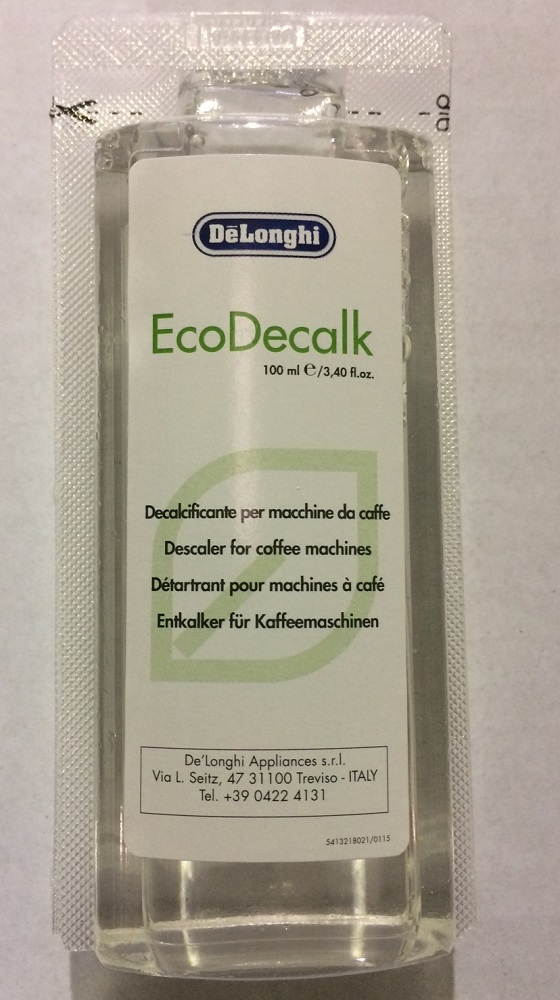 DēLonghi
EcoDecalk
100 ml e/3,40 fl.oz.
Decalcificante per macchine da caffe
Descaler for coffee machines
Détartrant pour machines à café
Entkalker für Kaffeemaschinen
De'Longhi Appliances s.r.l.
Via L. Seitz, 47 31100 Treviso - ITALY
Tel. +39 0422 4131
5413218021/0115